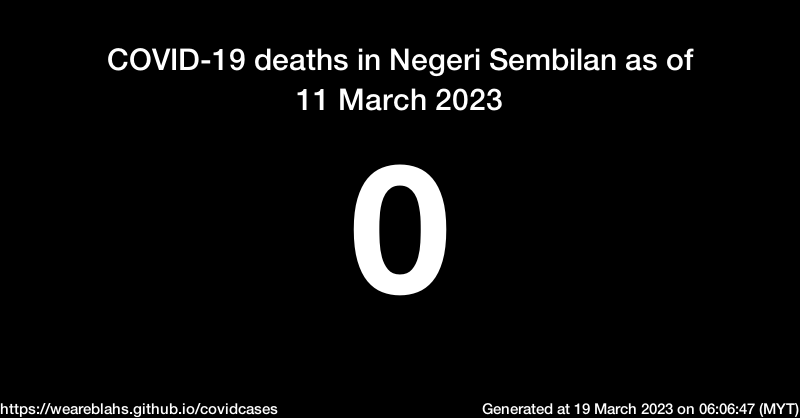 COVID-19 deaths in Negeri Sembilan as of
11 March 2023
0
https://weareblahs.github.io/covidcases
Generated at 19 March 2023 on 06:06:47 (MYT)